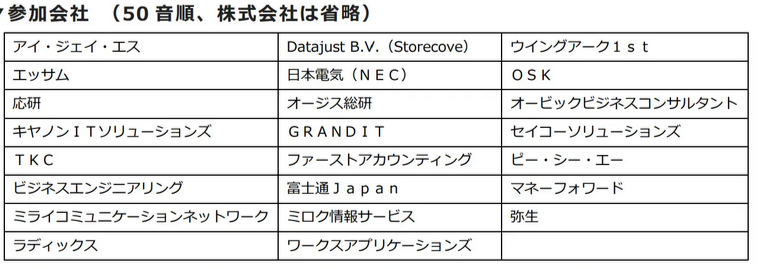 参加会社　（50 音順、株式会社は省略）
アイ・ジェイ・エス　Datajust B.V.（Storecove）　ウイングアーク１ｓｔ
エッサム　日本電気（ＮＥＣ）　ＯＳＫ
応研　オージス総研　オービックビジネスコンサルタント
キヤノンＩＴソリューションズ　ＧＲＡＮＤＩＴ　セイコーソリューションズ
ＴＫＣ　ファーストアカウンティング　ピー・シー・エー
ビジネスエンジニアリング　富士通Ｊａｐａｎ　マネーフォワード
ミライコミュニケーションネットワーク　ミロク情報サービス　弥生
ラディックス　ワークスアプリケーションズ